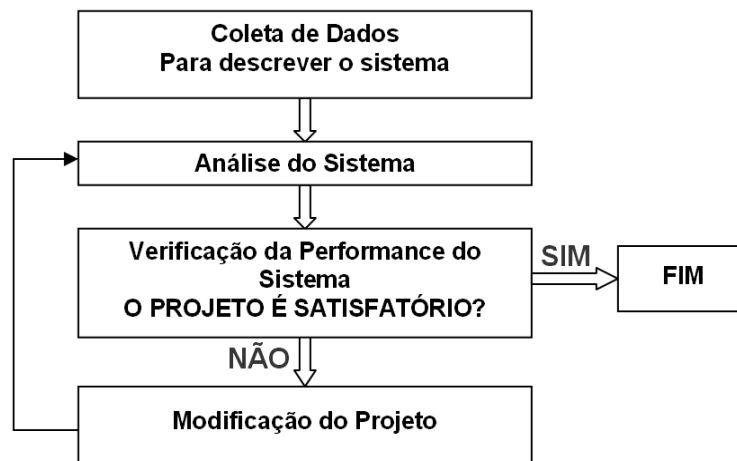 Coleta de Dados
Para descrever o sistema
Análise do Sistema
Verificação da Performance do
Sistema
O PROJETO É SATISFATÓRIO?
SIM
FIM
NÃO
Modificação do Projeto